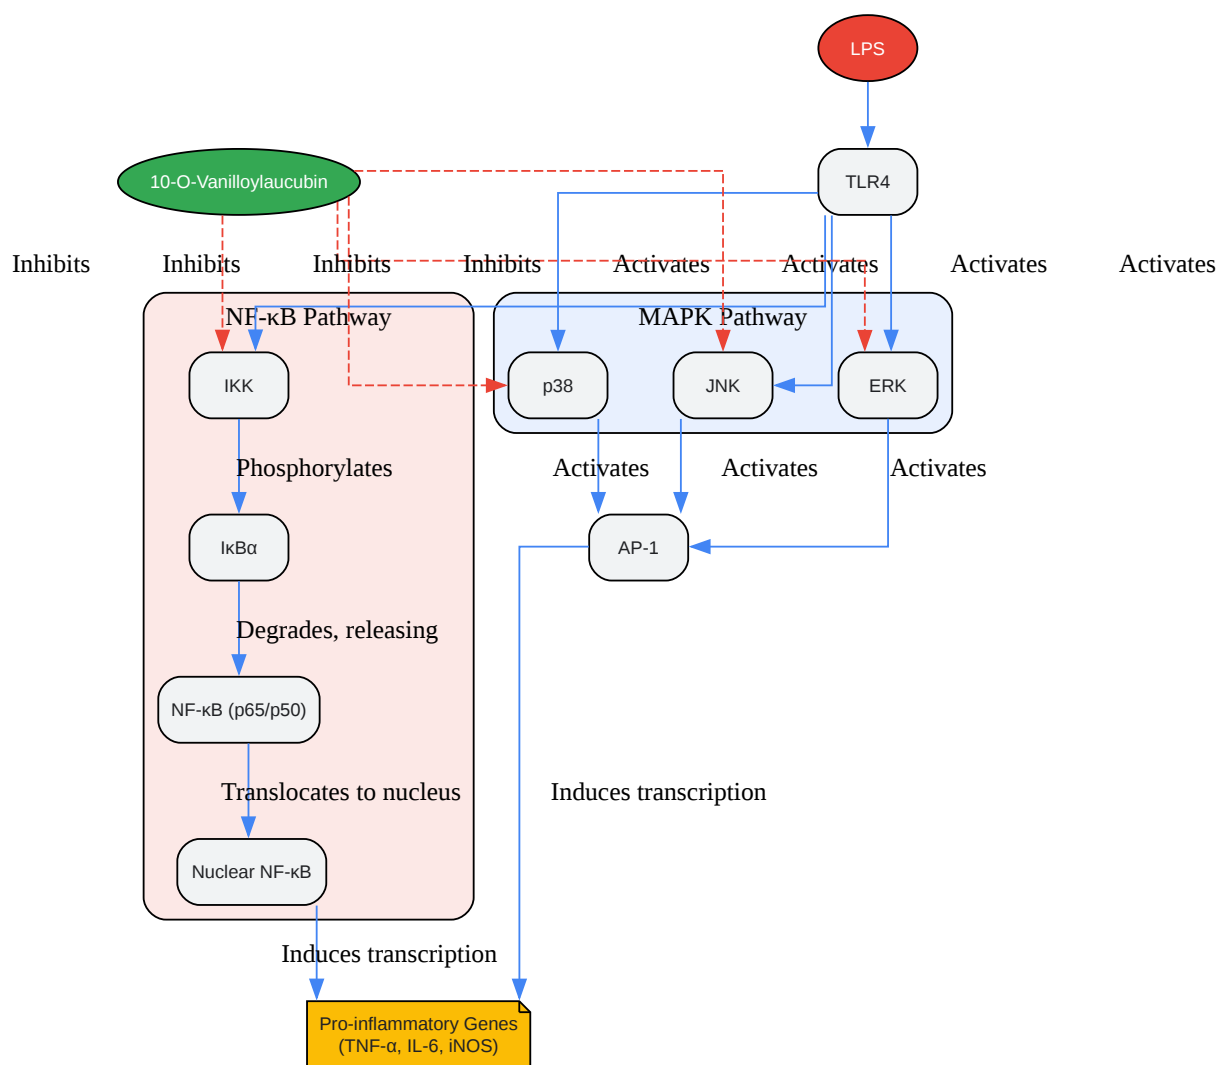 LPS
10-O-Vanilloylaucubin
TLR4
Inhibits
Inhibits
Inhibits
Inhibits
Activates
Activates
Activates
Activates
NF-κB Pathway
MAPK Pathway
IKK
p38
JNK
ERK
Phosphorylates
Activates
Activates
Activates
IκBα
AP-1
Degrades, releasing
NF-κB (p65/p50)
Translocates to nucleus
Induces transcription
Nuclear NF-κB
Induces transcription
Pro-inflammatory Genes
(TNF-α, IL-6, iNOS)